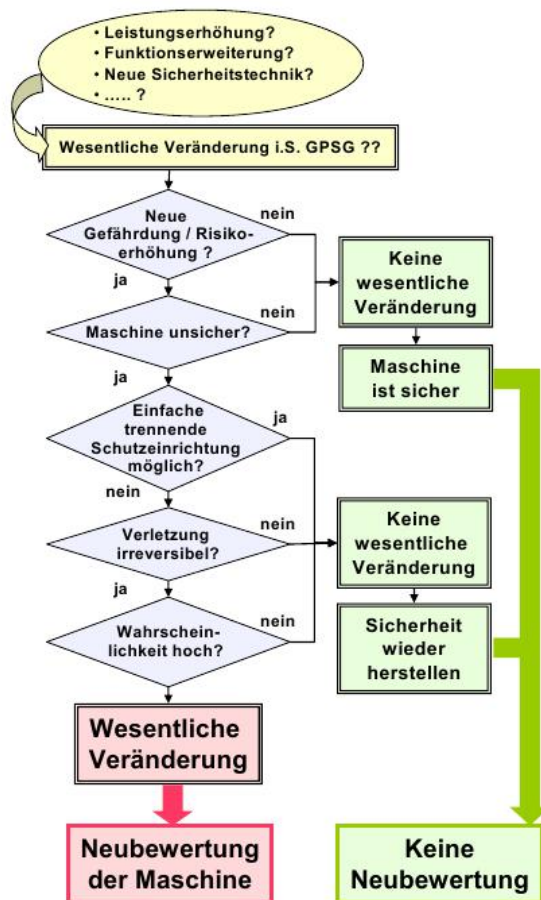 • Leistungserhöhung?
• Funktionserweiterung?
• Neue Sicherheitstechnik?
• ..... ?
Wesentliche Veränderung i.S. GPSG ??
Neue
Gefährdung / Risiko-
erhöhung ?
nein
ja
Keine
wesentliche
Veränderung
Maschine unsicher?
nein
ja
Maschine
ist sicher
Einfache
trennende
Schutzeinrichtung
möglich?
ja
nein
Verletzung
irreversibel?
nein
ja
Keine
wesentliche
Veränderung
Wahrschein-
lichkeit hoch?
nein
ja
Sicherheit
wieder
herstellen
Wesentliche
Veränderung
Neubewertung
der Maschine
Keine
Neubewertung